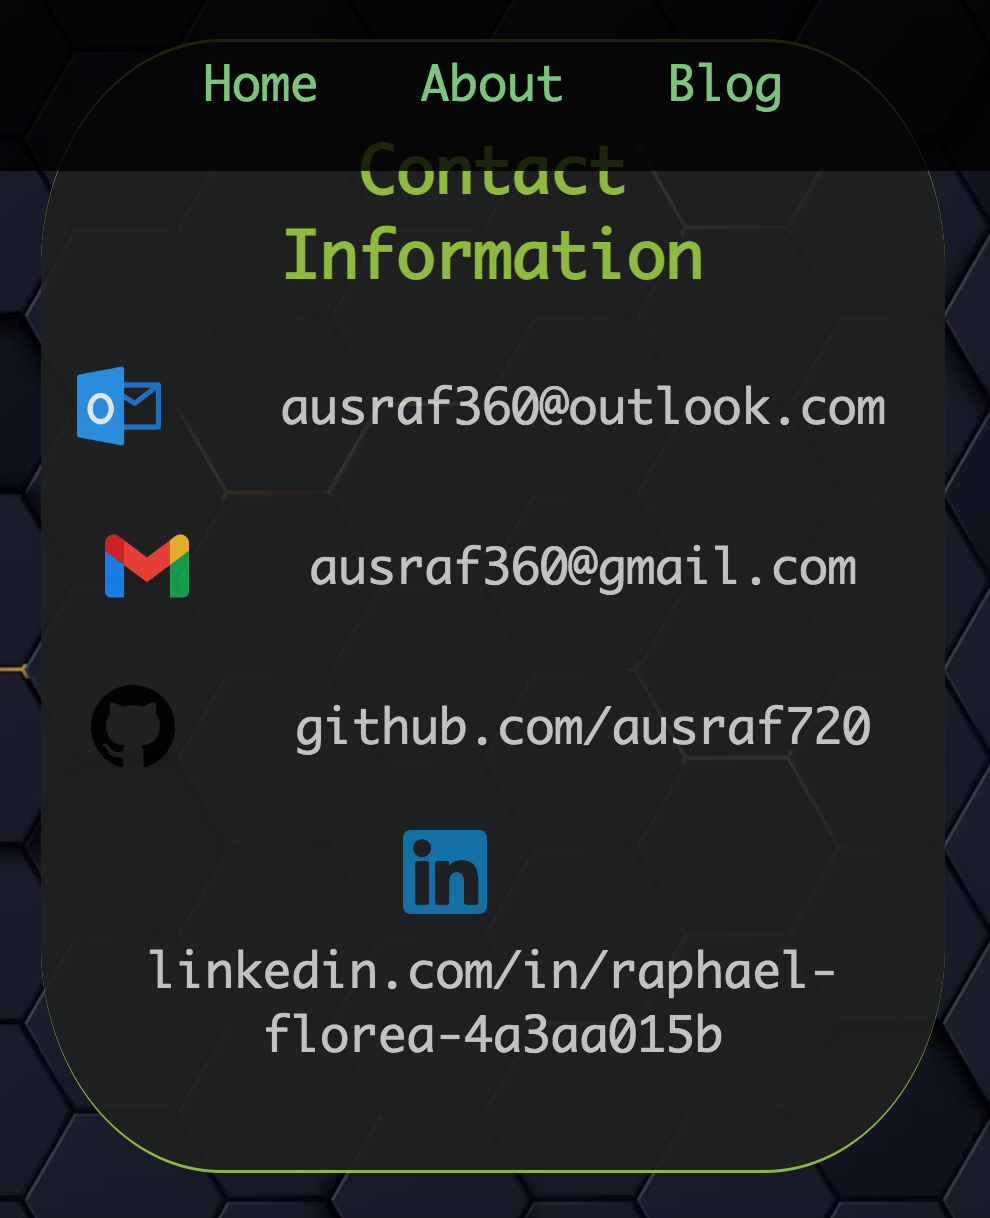 Home About Blog
Contact
Information
ausraf360@outlook.com
ausraf360@gmail.com
github.com/ausraf720
in
linkedin.com/in/raphael-
florea-4a3aa015b